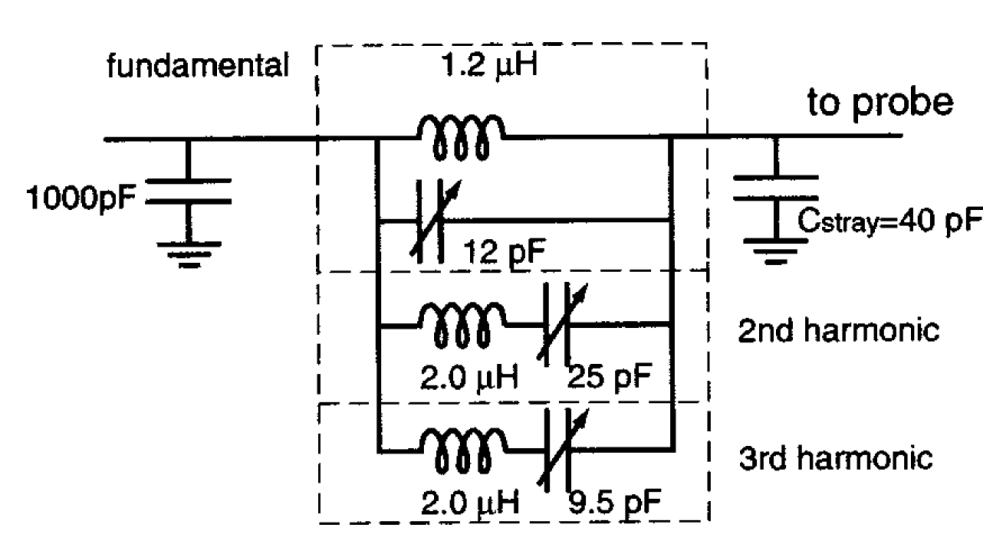 fundamental
1.2 µH
to probe
1000pF
Cstray=40 pF
12 pF
2nd harmonic
2.0 µH
25 pF
3rd harmonic
2.0 µH
9.5 pF